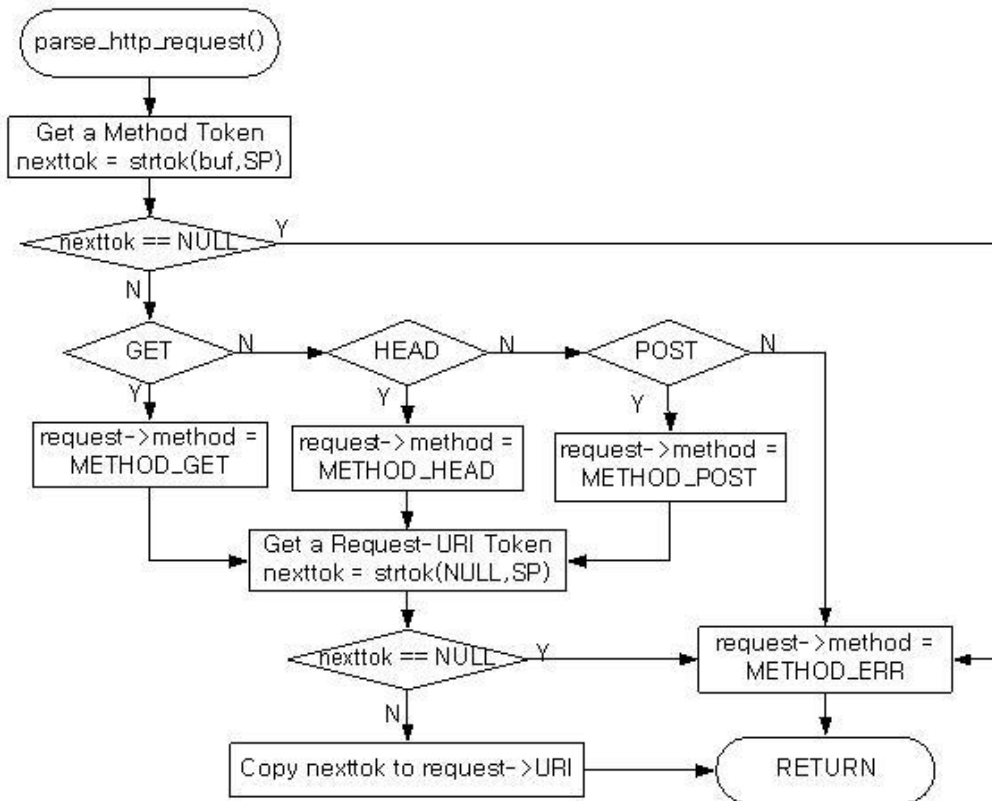 parse_http_request()
Get a Method Token
nexttok = strtok(buf,SP)
nexttok == NULL
Y
N
GET
N
HEAD
N
POST
N
Y
Y
Y
request->method =
METHOD_GET
request->method =
METHOD_HEAD
request->method =
METHOD_POST
Get a Request-URI Token
nexttok = strtok(NULL,SP)
nexttok == NULL
Y
request->method =
METHOD_ERR
N
Copy nexttok to request->URI
RETURN